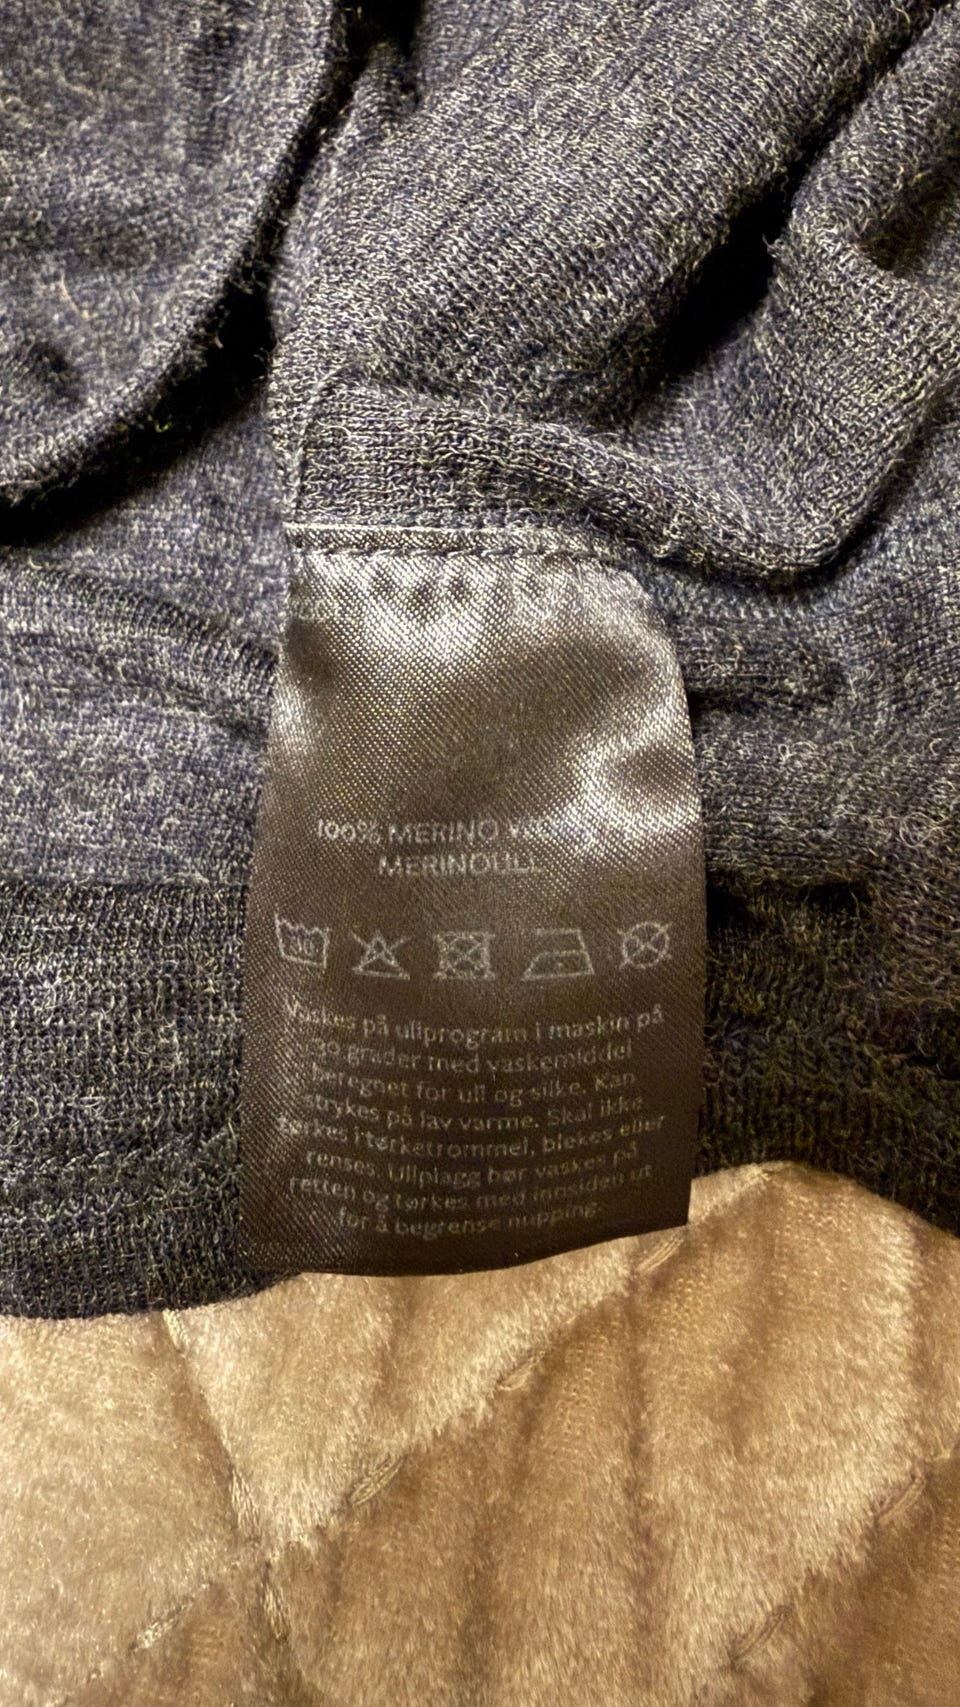 100% MERINO
MERINOULL
30
Vaskes på ullprogram i maskin på
30 grader med vaskemiddel
beregnet for ull og silke. Kan
strykes på lav varme. Skal ikke
tørkes i tørketrommel, blekes eller
renses. Ullplagg bør vaskes på
retten og tørkes med innsiden ut
for å begrense nupping.